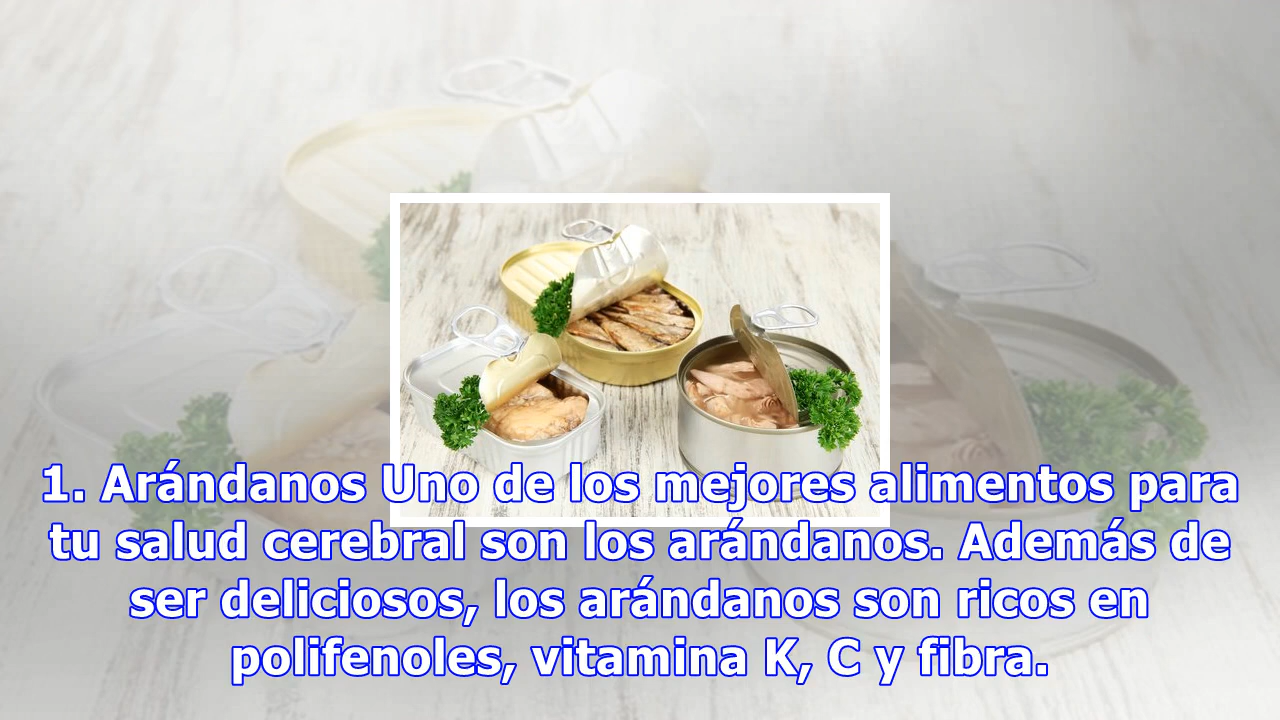 1. Arándanos Uno de los mejores alimentos para
tu salud cerebral son los arándanos. Además de
ser deliciosos, los arándanos son ricos en
polifenoles, vitamina K, C y fibra.